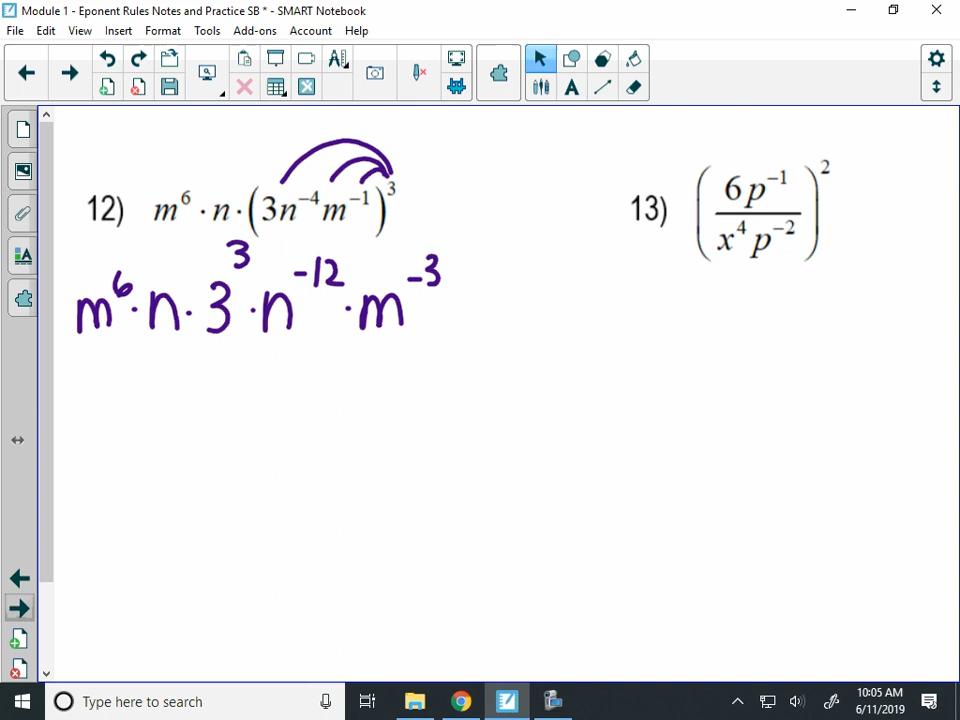 Module 1 - Eponent Rules Notes and Practice SB * - SMART Notebook
File Edit View Insert Format Tools Add-ons Account Help
12) m⁶ · n · (3n⁻⁴m⁻¹)³
13) (6p⁻¹ / x⁴p⁻²)²
m⁶ · n · 3³ · n⁻¹² · m⁻³
Type here to search
10:05 AM
6/11/2019